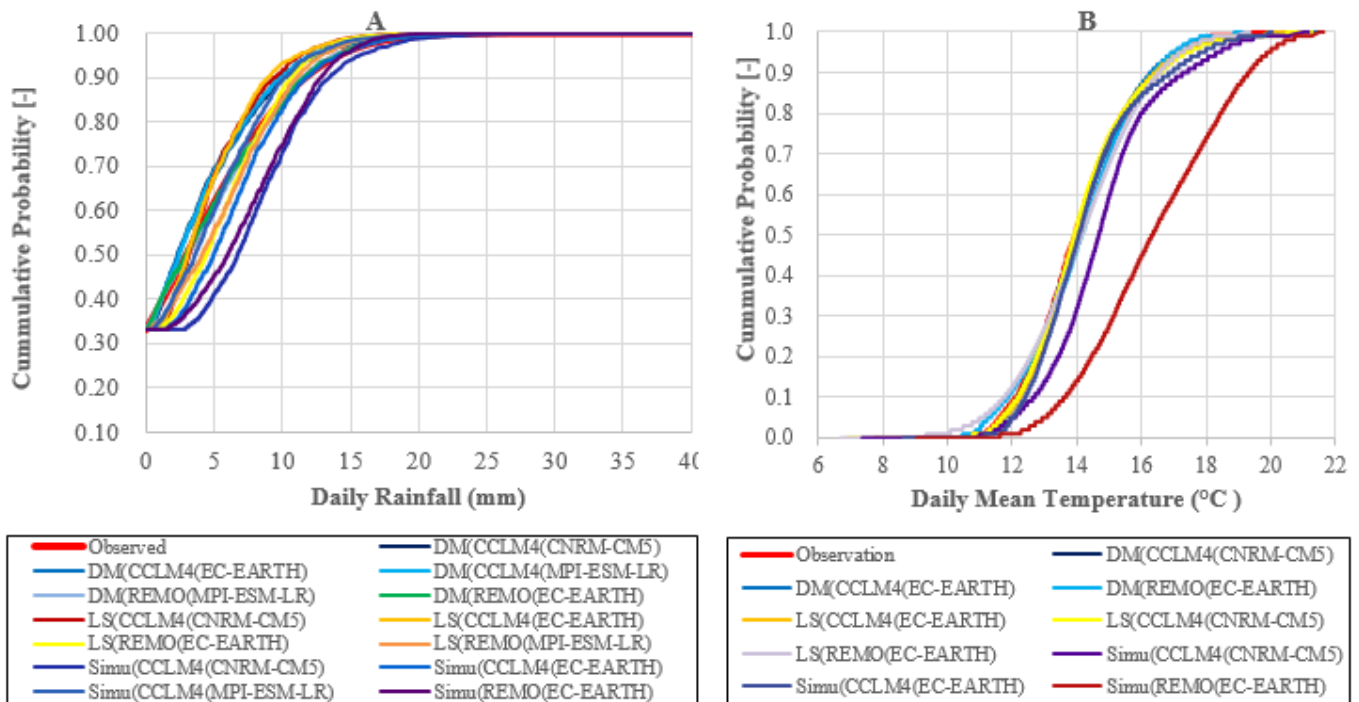 A
Cummulative Probability [-]
1.00
0.90
0.80
0.70
0.60
0.50
0.40
0.30
0.20
0.10
0 5 10 15 20 25 30 35 40
Daily Rainfall (mm)
Observed DM(CCLM4(CNRM-CM5)
DM(CCLM4(EC-EARTH) DM(CCLM4(MPI-ESM-LR)
DM(REMO(MPI-ESM-LR) DM(REMO(EC-EARTH)
LS(CCLM4(CNRM-CM5) LS(CCLM4(EC-EARTH)
LS(REMO(EC-EARTH) LS(REMO(MPI-ESM-LR)
Simu(CCLM4(CNRM-CM5) Simu(CCLM4(EC-EARTH)
Simu(CCLM4(MPI-ESM-LR) Simu(REMO(EC-EARTH)
B
Cummulative Probability [-]
1.0
0.9
0.8
0.7
0.6
0.5
0.4
0.3
0.2
0.1
0.0
6 8 10 12 14 16 18 20 22
Daily Mean Temperature (°C )
Observation DM(CCLM4(CNRM-CM5)
DM(CCLM4(EC-EARTH) DM(REMO(EC-EARTH)
LS(CCLM4(EC-EARTH) LS(CCLM4(CNRM-CM5)
LS(REMO(EC-EARTH) Simu(CCLM4(CNRM-CM5)
Simu(CCLM4(EC-EARTH) Simu(REMO(EC-EARTH)